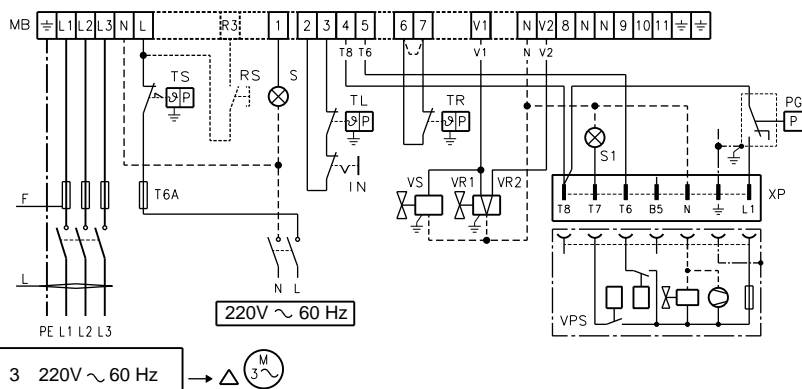 MB ⏚ L1 L2 L3 N L R3 1 2 3 4 5 6 7 V1 N V2 8 N N 9 10 11 ⏚ ⏚
T8 T6 V1 V2
TS RS S TL TR PG
ϑ P ϑ P ϑ P P
S1
IN
VS VR1 VR2
F T6A
XP
T8 T7 T6 B5 N ⏚ L1
L
N L
220V ~ 60 Hz
VPS
PE L1 L2 L3
3 220V ~ 60 Hz → △ M 3~